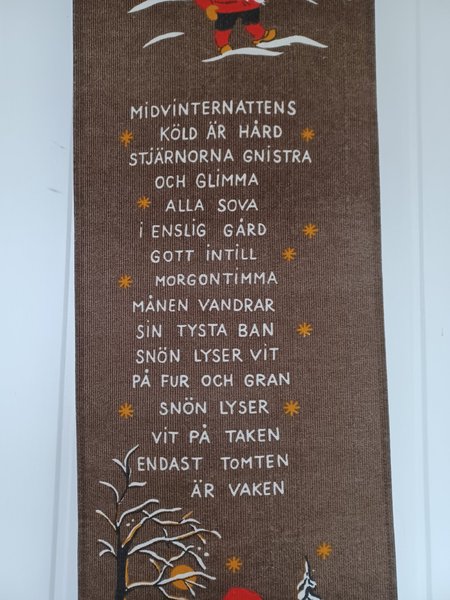 MIDVINTERNATTENS
KÖLD ÄR HÅRD
STJÄRNORNA GNISTRA
OCH GLIMMA
ALLA SOVA
I ENSLIG GÅRD
GOTT INTILL
MORGONTIMMA
MÅNEN VANDRAR
SIN TYSTA BAN
SNÖN LYSER VIT
PÅ FUR OCH GRAN
SNÖN LYSER
VIT PÅ TAKEN
ENDAST TOMTEN
ÄR VAKEN